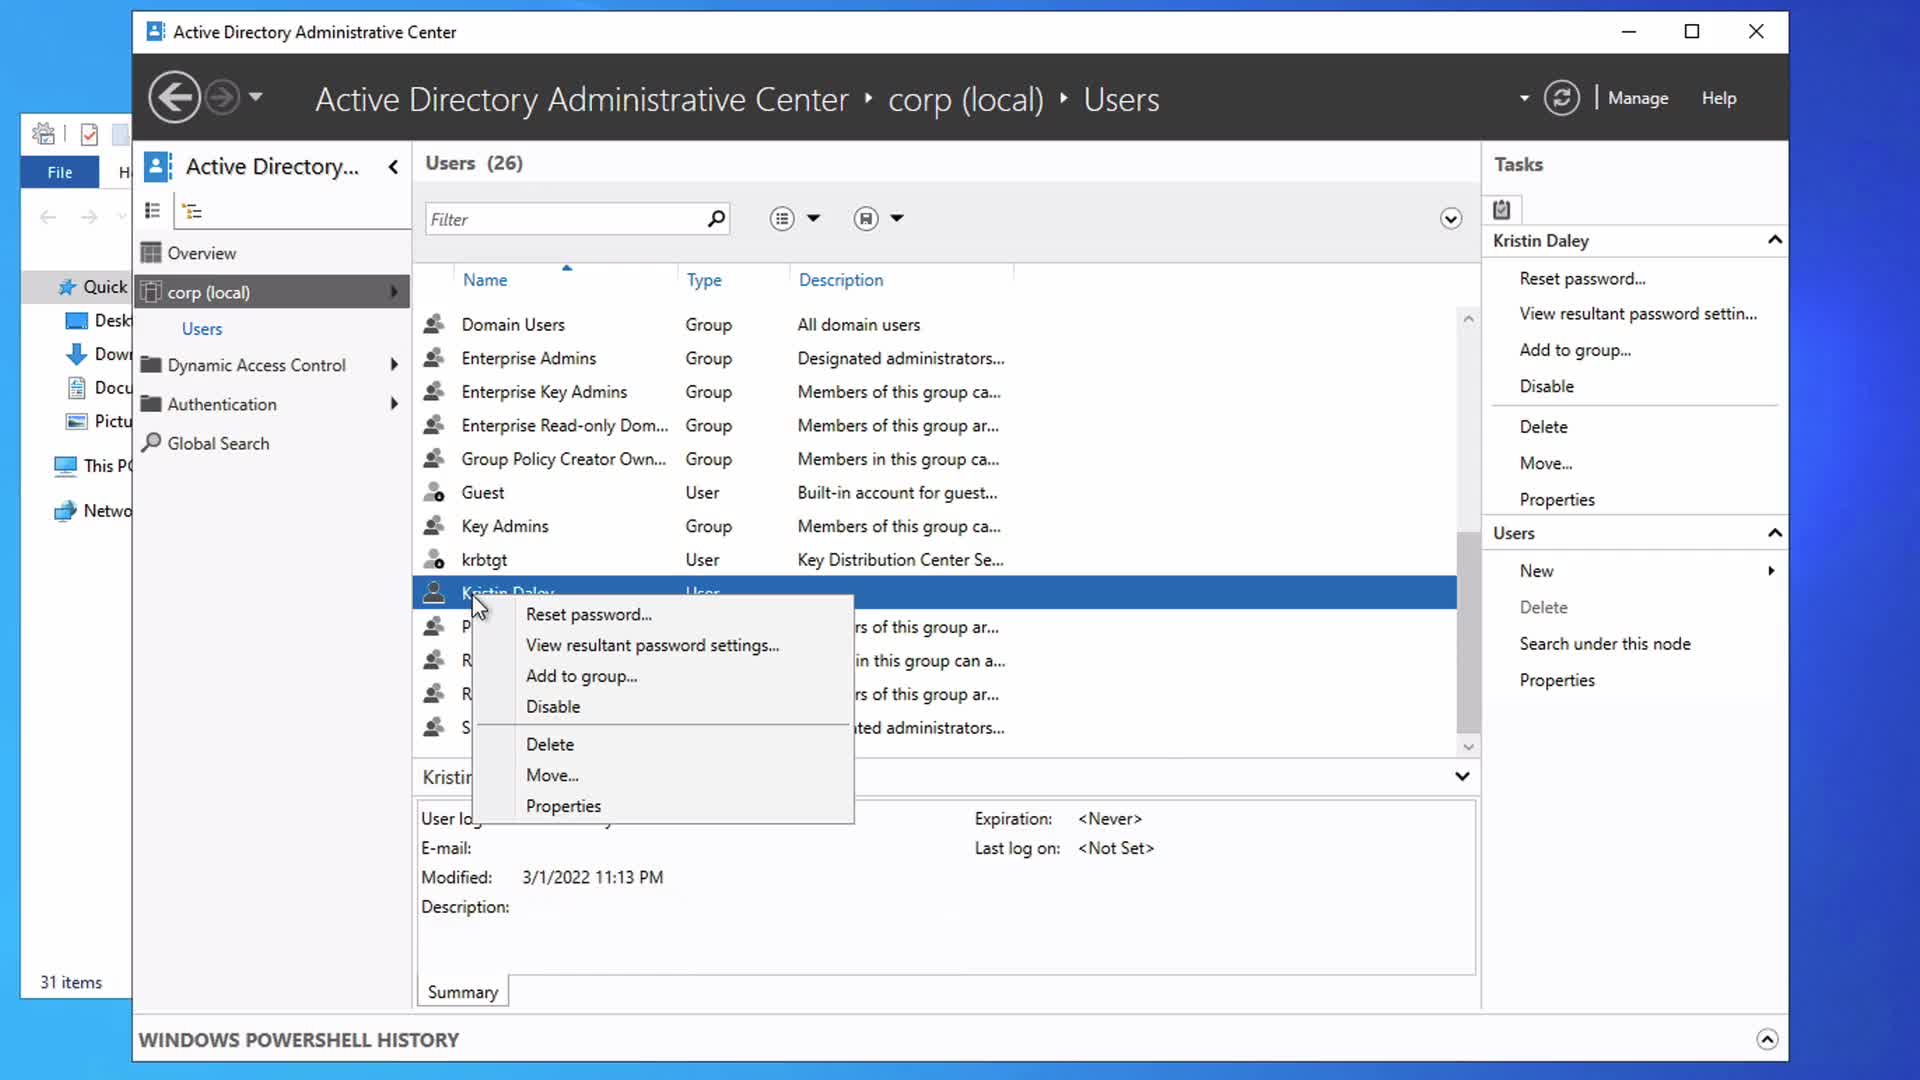 Active Directory Administrative Center
Active Directory Administrative Center corp (local) Users
Manage Help
File
Quick
Overview
corp (local)
Users
Dynamic Access Control
Authentication
Global Search
This
31 items
Active Directory...
Users (26)
Filter
Name Type Description
Domain Users Group All domain users
Enterprise Admins Group Designated administrators...
Enterprise Key Admins Group Members of this group ca...
Enterprise Read-only Dom... Group Members of this group ar...
Group Policy Creator Own... Group Members in this group ca...
Guest User Built-in account for guest...
Key Admins Group Members of this group ca...
krbtgt User Key Distribution Center Se...
Kristin Daley User
rs of this group ar...
in this group can a...
rs of this group ar...
ted administrators...
Reset password...
View resultant password settings...
Add to group...
Disable
Delete
Move...
Properties
User
E-mail:
Modified: 3/1/2022 11:13 PM
Description:
Expiration: <Never>
Last log on: <Not Set>
Summary
Tasks
Kristin Daley
Reset password...
View resultant password settin...
Add to group...
Disable
Delete
Move...
Properties
Users
New
Delete
Search under this node
Properties
WINDOWS POWERSHELL HISTORY